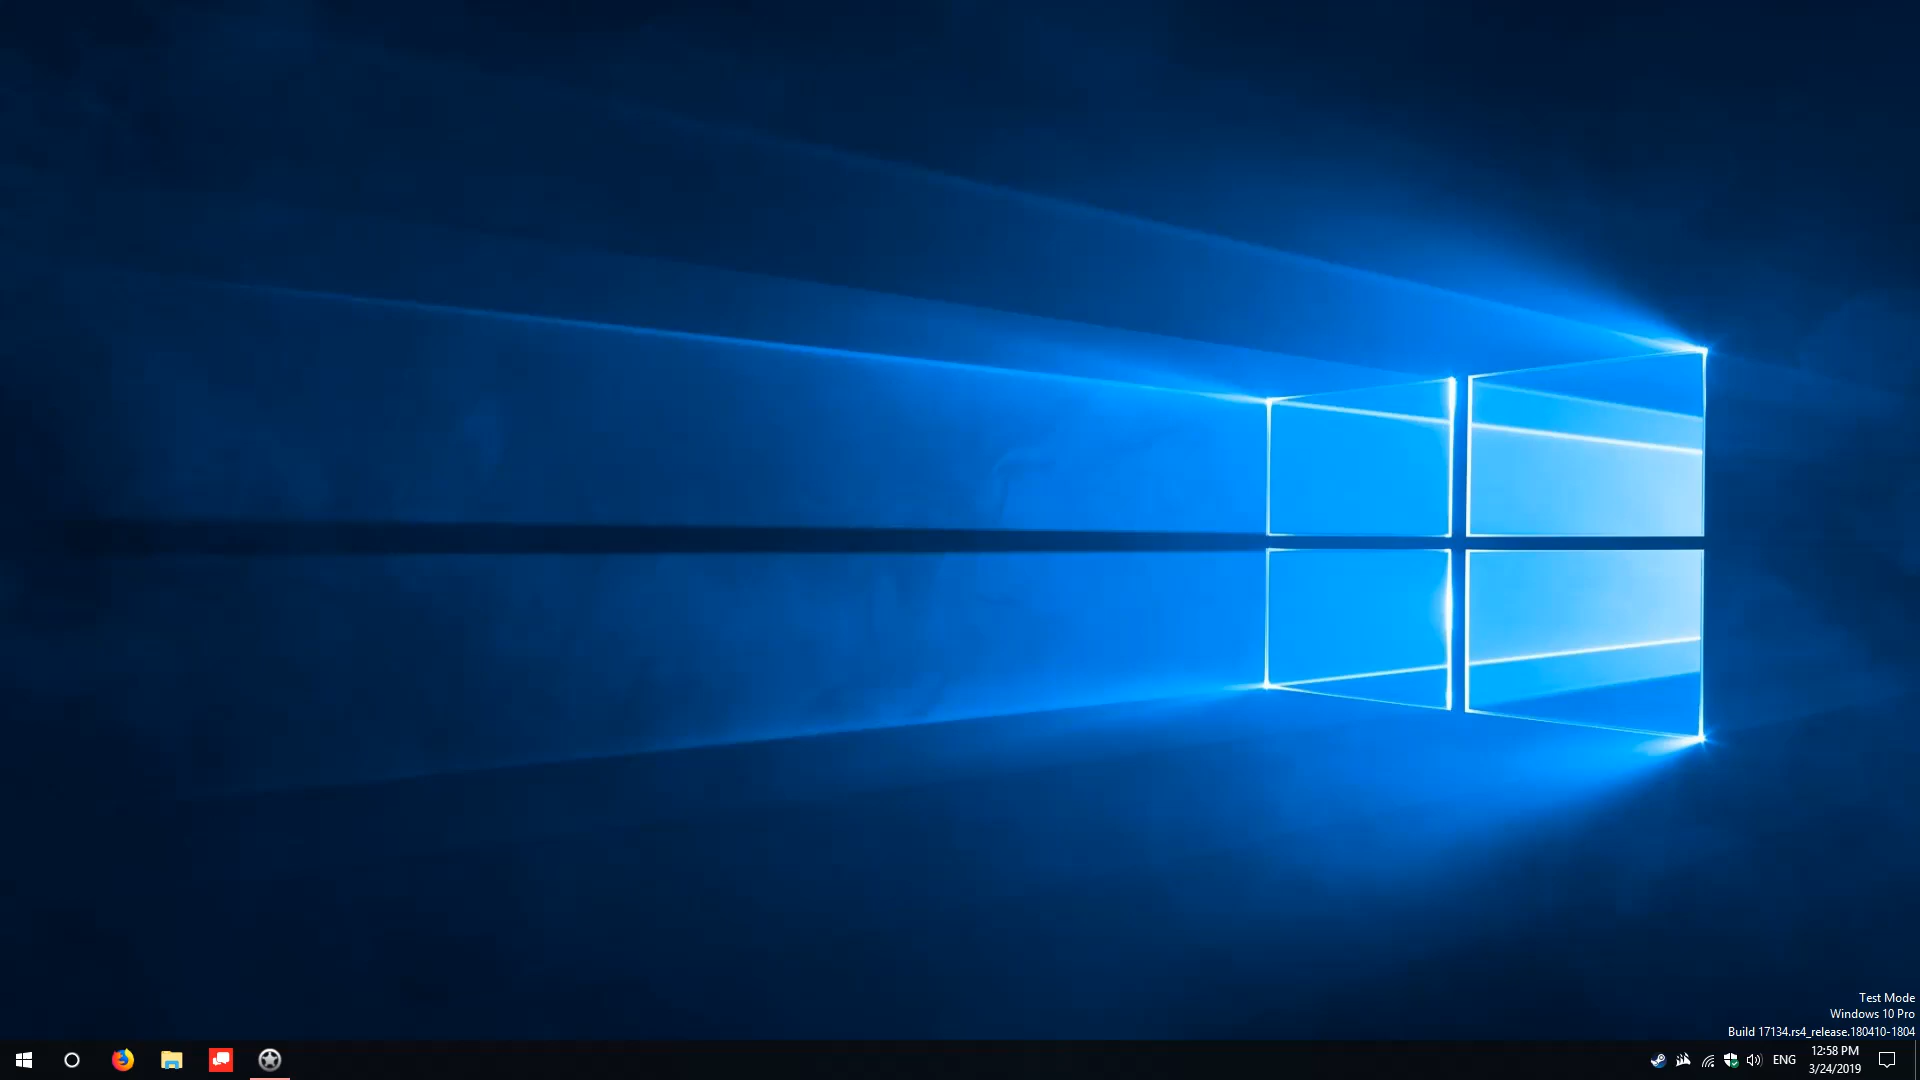 Test Mode
Windows 10 Pro
Build 17134.rs4_release.180410-1804
ENG
12:58 PM
3/24/2019